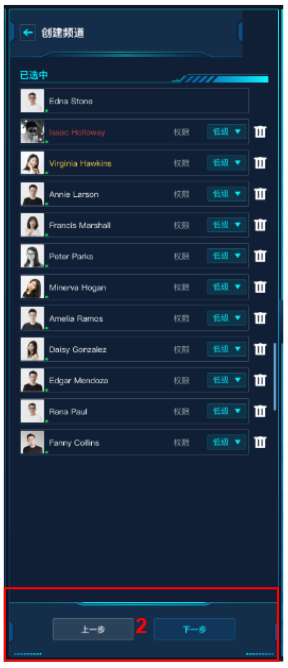 创建频道
已选中
Edna Stone
Isaac Holloway 权限 低级
Virginia Hawkins 权限 低级
Annie Larson 权限 低级
Francis Marshall 权限 低级
Peter Parks 权限 低级
Minerva Hogan 权限 低级
Amelia Ramos 权限 低级
Daisy Gonzalez 权限 低级
Edgar Mendoza 权限 低级
Rena Paul 权限 低级
Fanny Collins 权限 低级
上一步 2 下一步